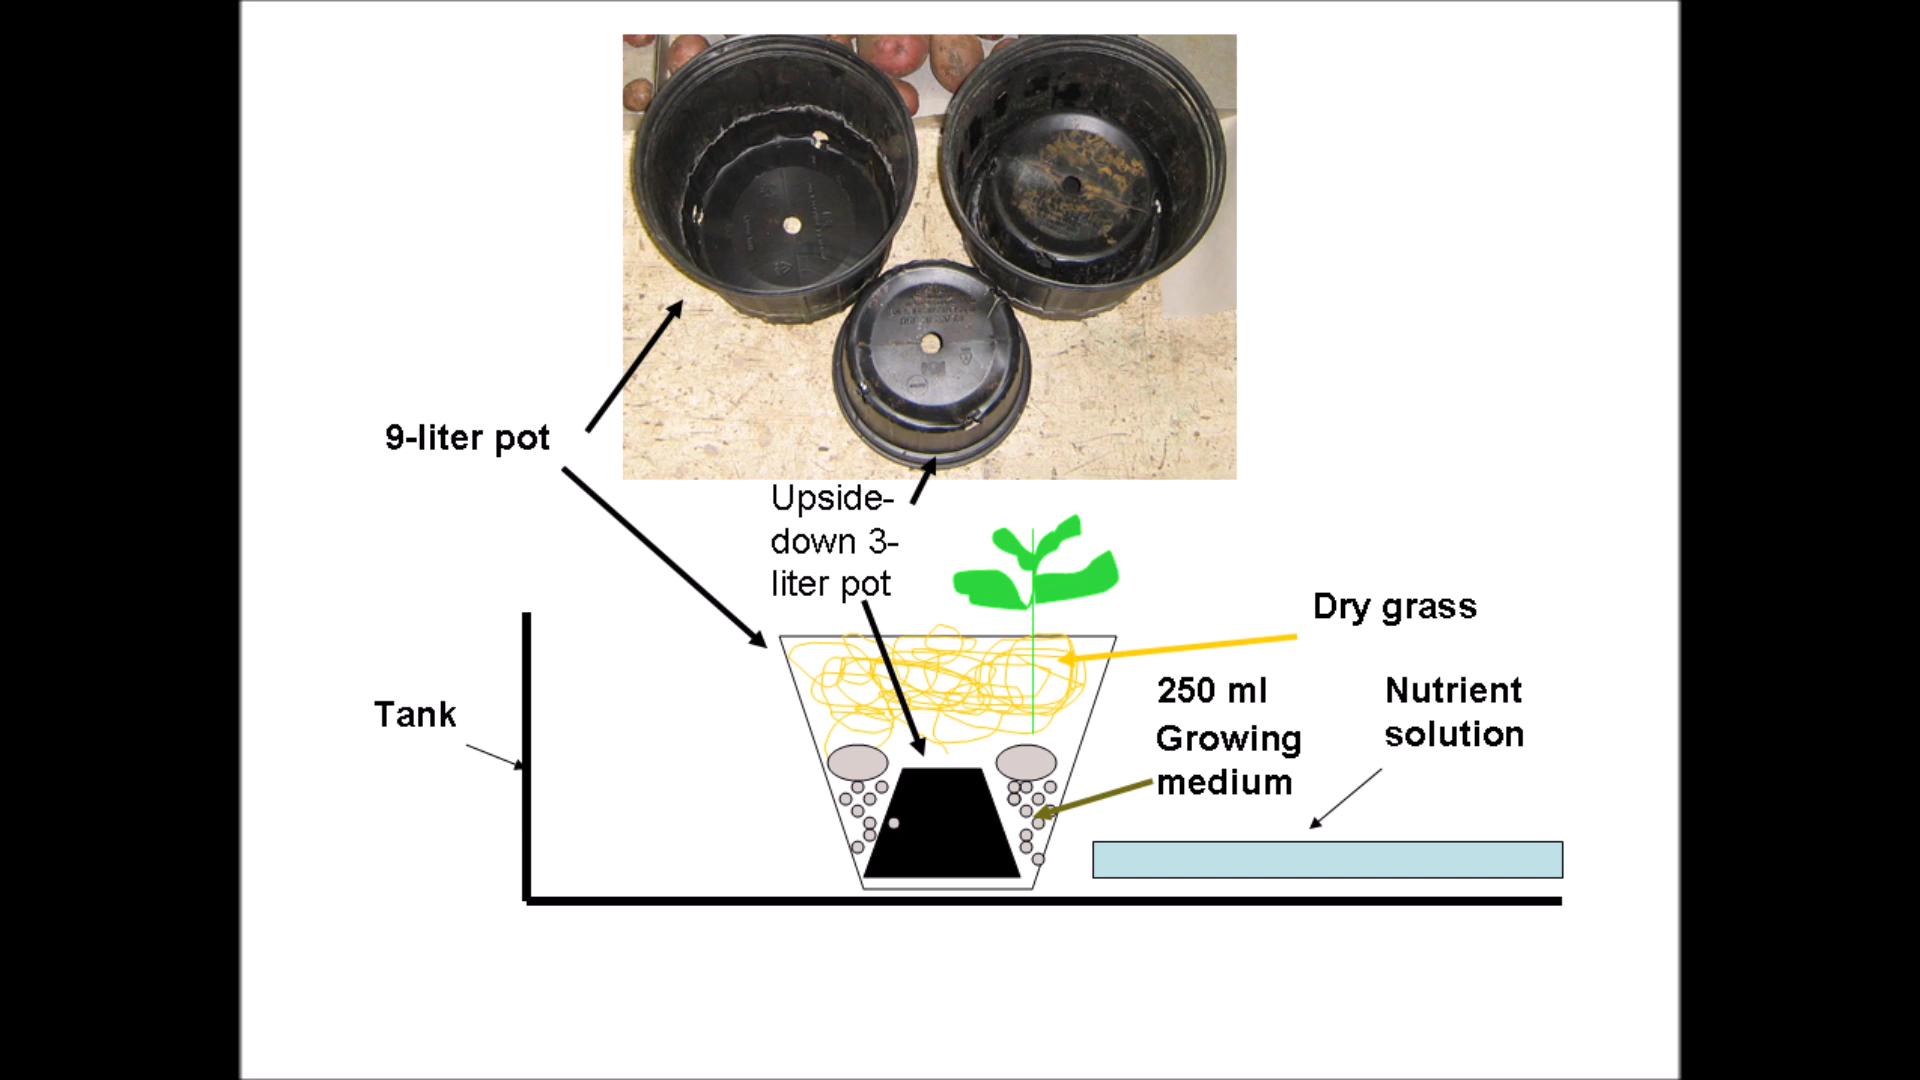 9-liter pot
Upside-
down 3-
liter pot
Dry grass
Tank
250 ml
Growing
medium
Nutrient
solution